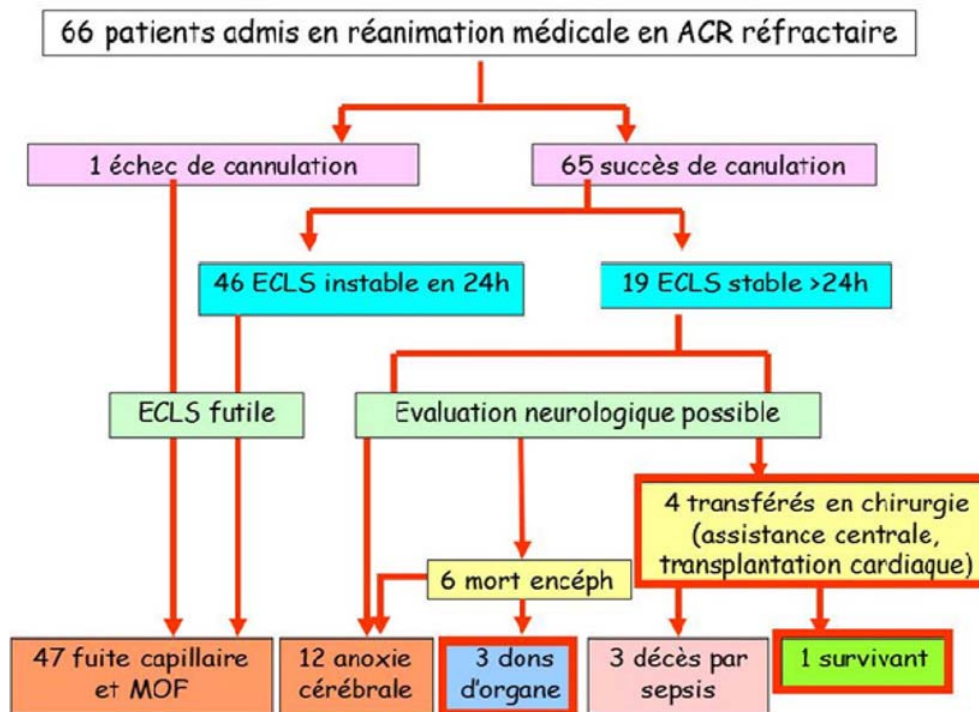 66 patients admis en réanimation médicale en ACR réfractaire
1 échec de cannulation
65 succès de canulation
46 ECLS instable en 24h
19 ECLS stable >24h
ECLS futile
Evaluation neurologique possible
4 transférés en chirurgie
(assistance centrale,
transplantation cardiaque)
6 mort encéph
47 fuite capillaire
et MOF
12 anoxie
cérébrale
3 dons
d'organe
3 décès par
sepsis
1 survivant